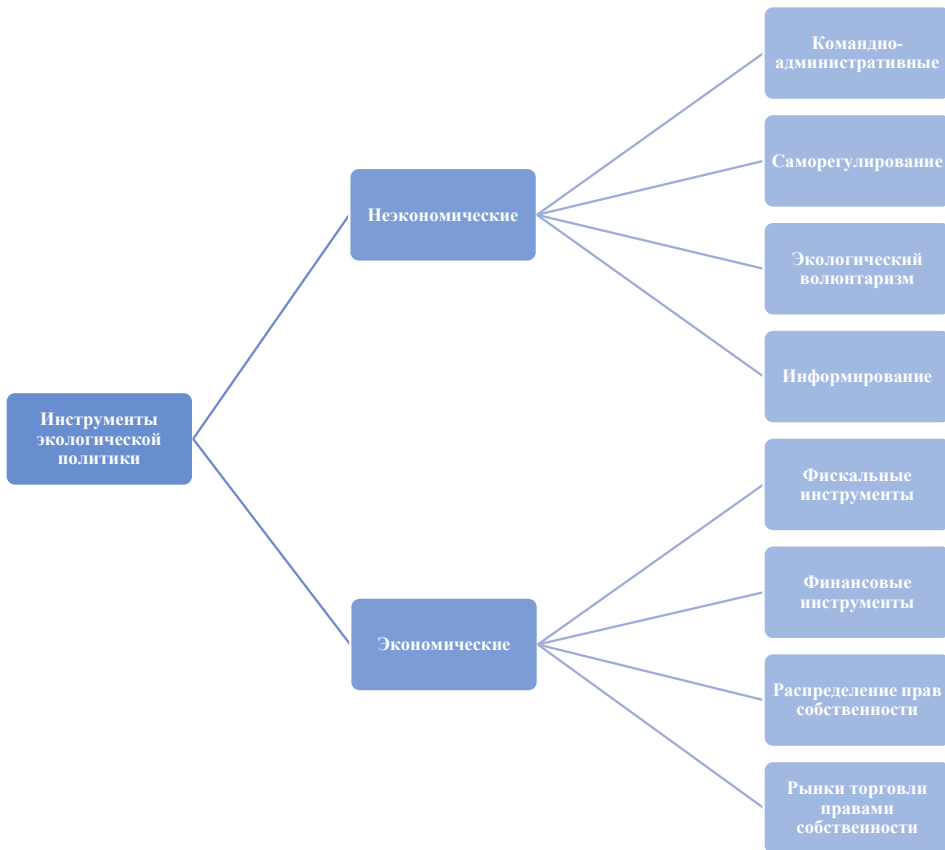 Командно-
административные
Саморегулирование
Неэкономические
Экологический
волюнтаризм
Информирование
Инструменты
экологической
политики
Фискальные
инструменты
Финансовые
инструменты
Экономические
Распределение прав
собственности
Рынки торговли
правами
собственности